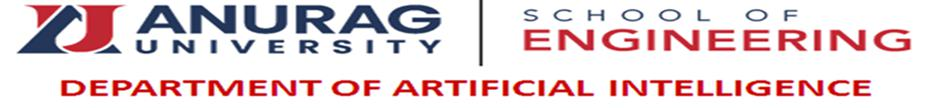 ANURAG
UNIVERSITY
SCHOOL OF
ENGINEERING
DEPARTMENT OF ARTIFICIAL INTELLIGENCE